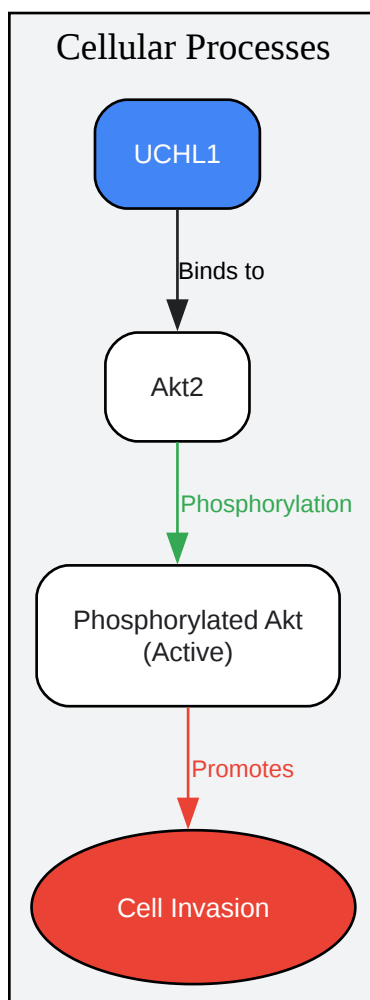 Cellular Processes
UCHL1
Binds to
Akt2
Phosphorylation
Phosphorylated Akt
(Active)
Promotes
Cell Invasion